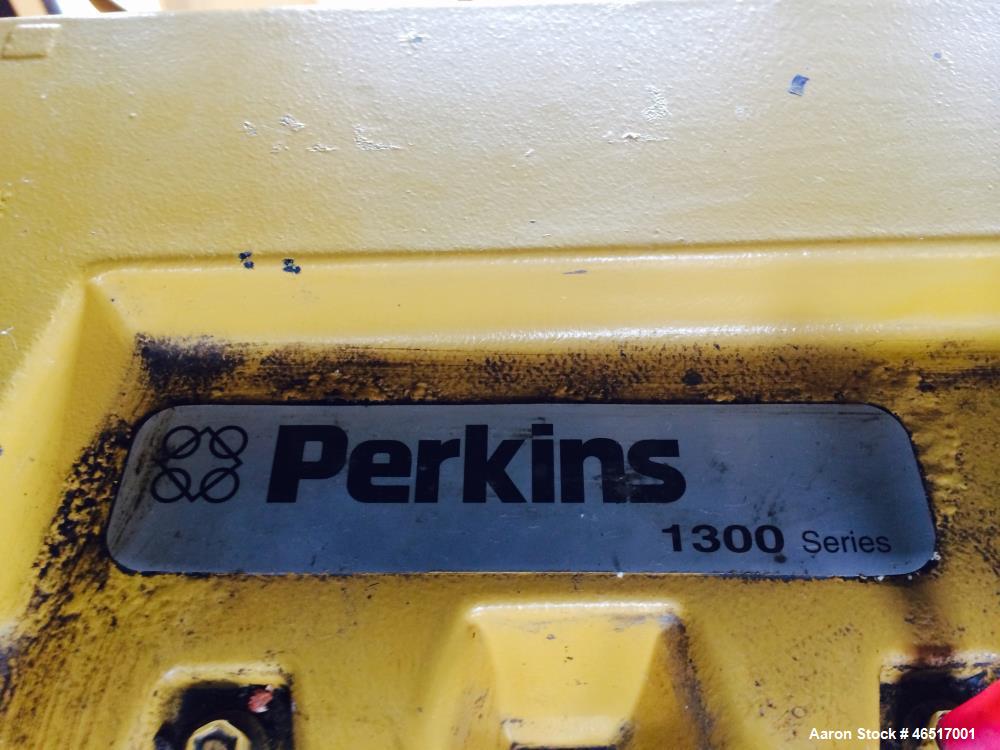 Perkins
1300 Series
Aaron Stock # 46517001